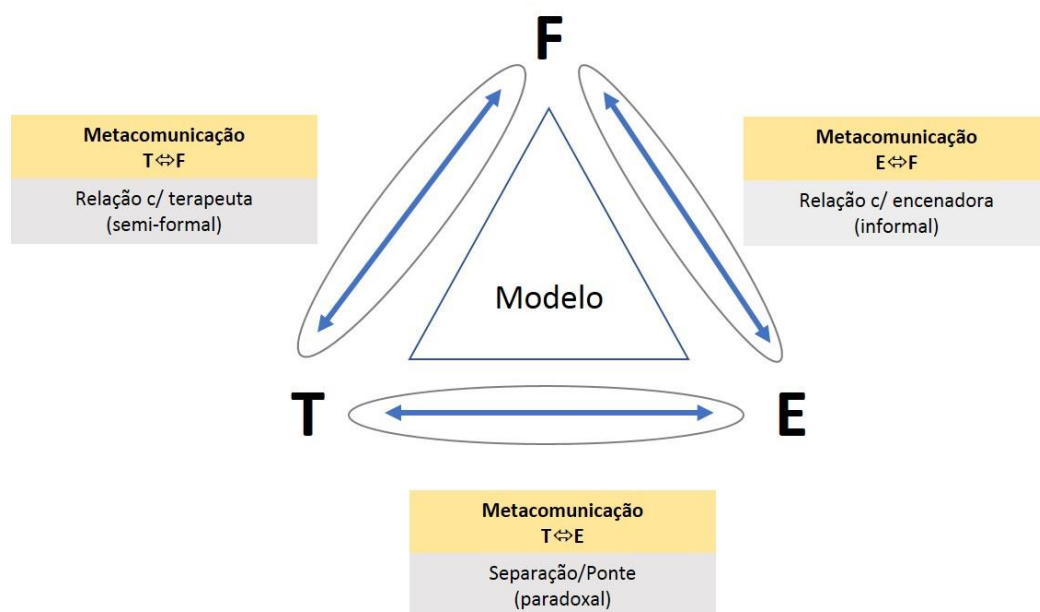 F
Metacomunicação
T⇔F
Relação c/ terapeuta
(semi-formal)
Metacomunicação
E⇔F
Relação c/ encenadora
(informal)
Modelo
T
E
Metacomunicação
T⇔E
Separação/Ponte
(paradoxal)